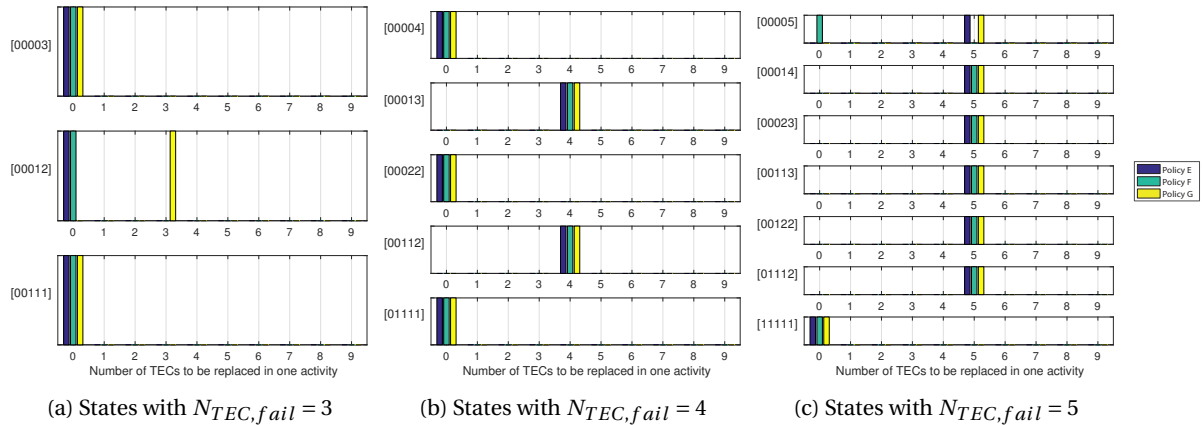 [00003]
0 1 2 3 4 5 6 7 8 9
[00012]
0 1 2 3 4 5 6 7 8 9
[00111]
0 1 2 3 4 5 6 7 8 9
Number of TECs to be replaced in one activity
(a) States with N_{TEC,fail} = 3
[00004]
0 1 2 3 4 5 6 7 8 9
[00013]
0 1 2 3 4 5 6 7 8 9
[00022]
0 1 2 3 4 5 6 7 8 9
[00112]
0 1 2 3 4 5 6 7 8 9
[01111]
0 1 2 3 4 5 6 7 8 9
Number of TECs to be replaced in one activity
(b) States with N_{TEC,fail} = 4
[00005]
0 1 2 3 4 5 6 7 8 9
[00014]
0 1 2 3 4 5 6 7 8 9
[00023]
0 1 2 3 4 5 6 7 8 9
[00113]
0 1 2 3 4 5 6 7 8 9
[00122]
0 1 2 3 4 5 6 7 8 9
[01112]
0 1 2 3 4 5 6 7 8 9
[11111]
0 1 2 3 4 5 6 7 8 9
Number of TECs to be replaced in one activity
(c) States with N_{TEC,fail} = 5
Policy E
Policy F
Policy G